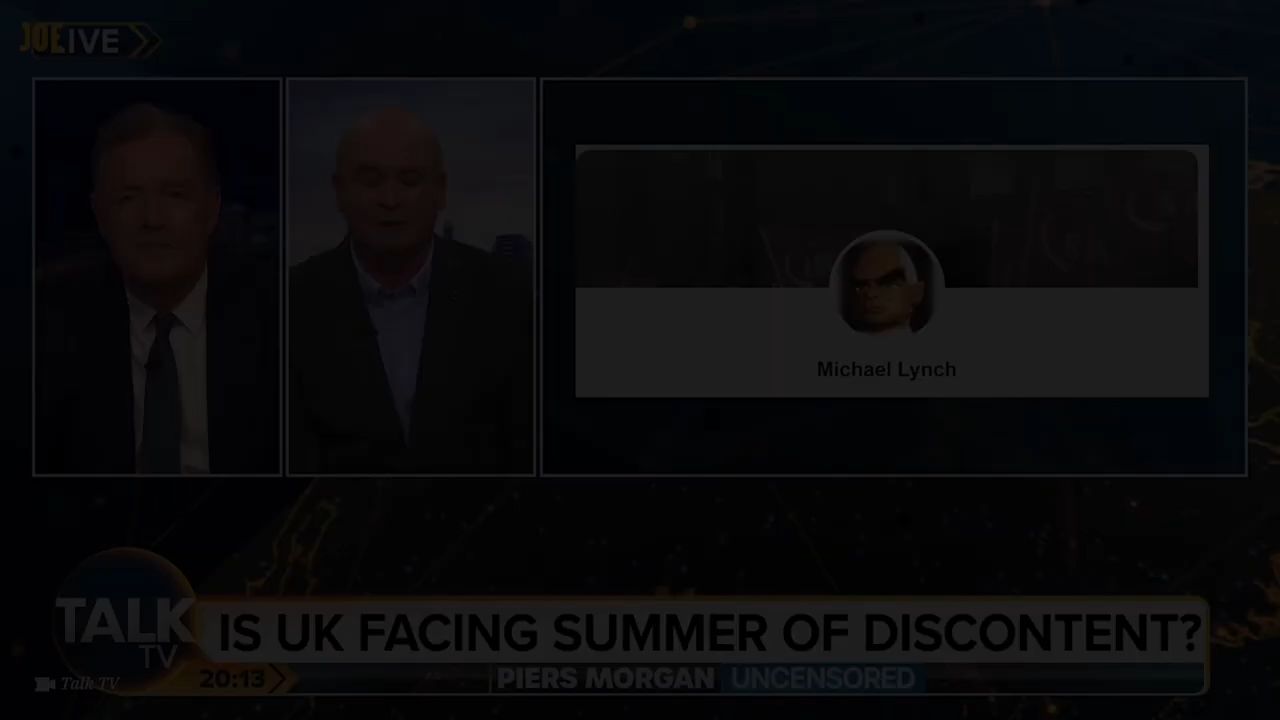 JOE
LIVE
Michael Lynch
TALK
TV
IS UK FACING SUMMER OF DISCONTENT?
Talk TV
20:13
PIERS MORGAN UNCENSORED